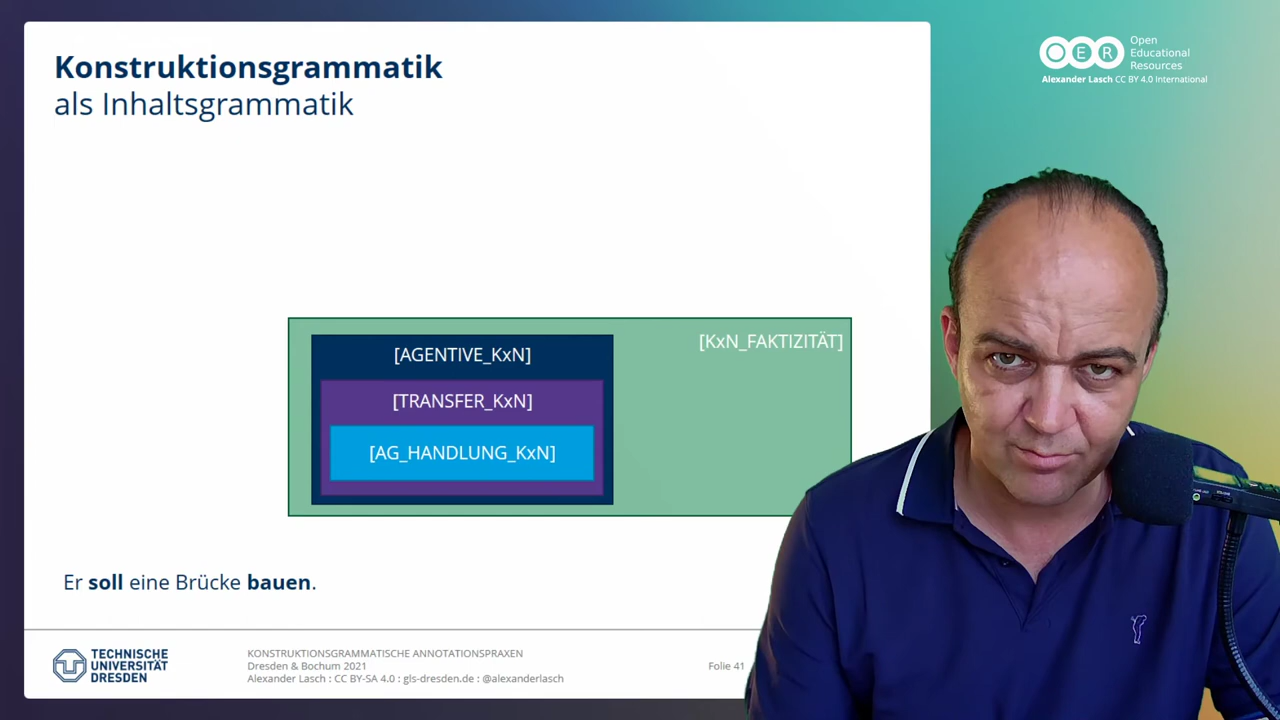 Konstruktionsgrammatik
als Inhaltsgrammatik
OER
Open
Educational
Resources
Alexander Lasch CC BY 4.0 International
[KxN_FAKTIZITÄT]
[AGENTIVE_KxN]
[TRANSFER_KxN]
[AG_HANDLUNG_KxN]
Er soll eine Brücke bauen.
TECHNISCHE
UNIVERSITÄT
DRESDEN
KONSTRUKTIONSGRAMMATISCHE ANNOTATIONSPRAXEN
Dresden & Bochum 2021
Alexander Lasch : CC BY-SA 4.0 : gls-dresden.de : @alexanderlasch
Folie 41